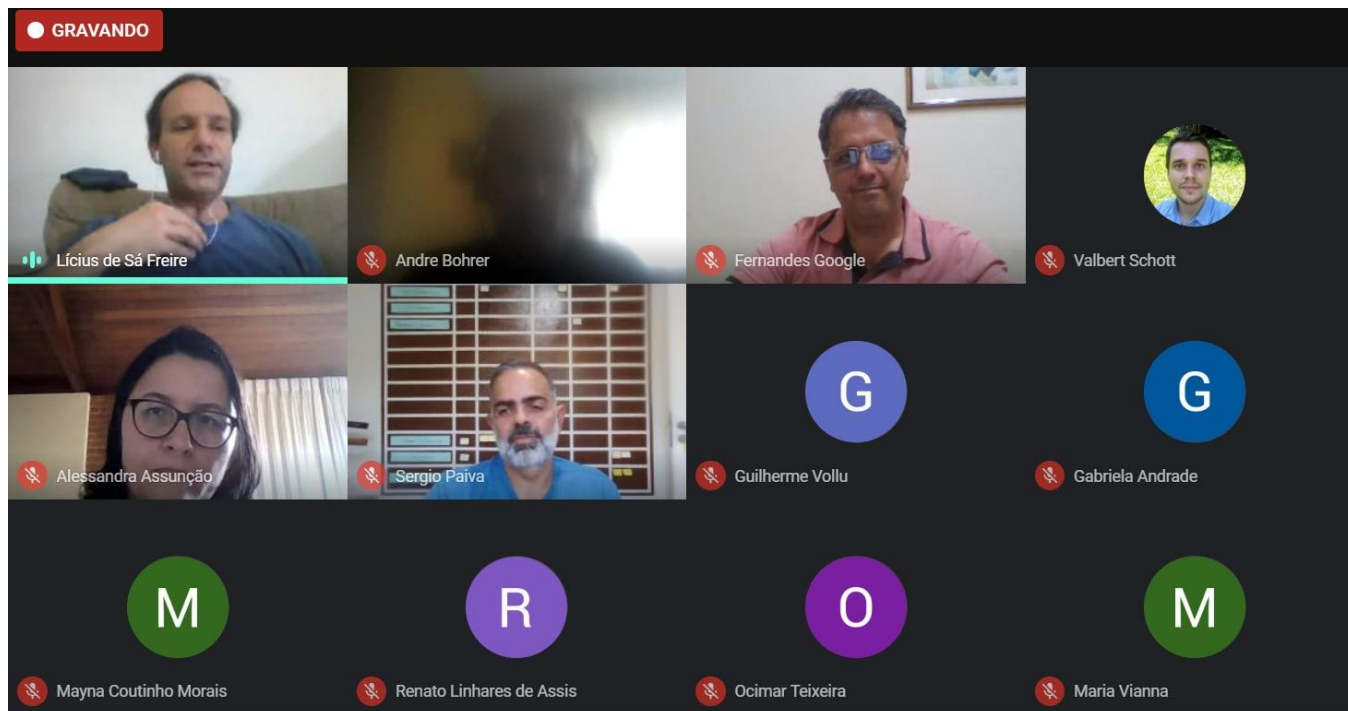 GRAVANDO
Lícius de Sá Freire
Andre Bohrer
Fernandes Google
Valbert Schott
Alessandra Assunção
Sergio Paiva
G
Guilherme Vollu
G
Gabriela Andrade
M
Mayna Coutinho Morais
R
Renato Linhares de Assis
O
Ocimar Teixeira
M
Maria Vianna